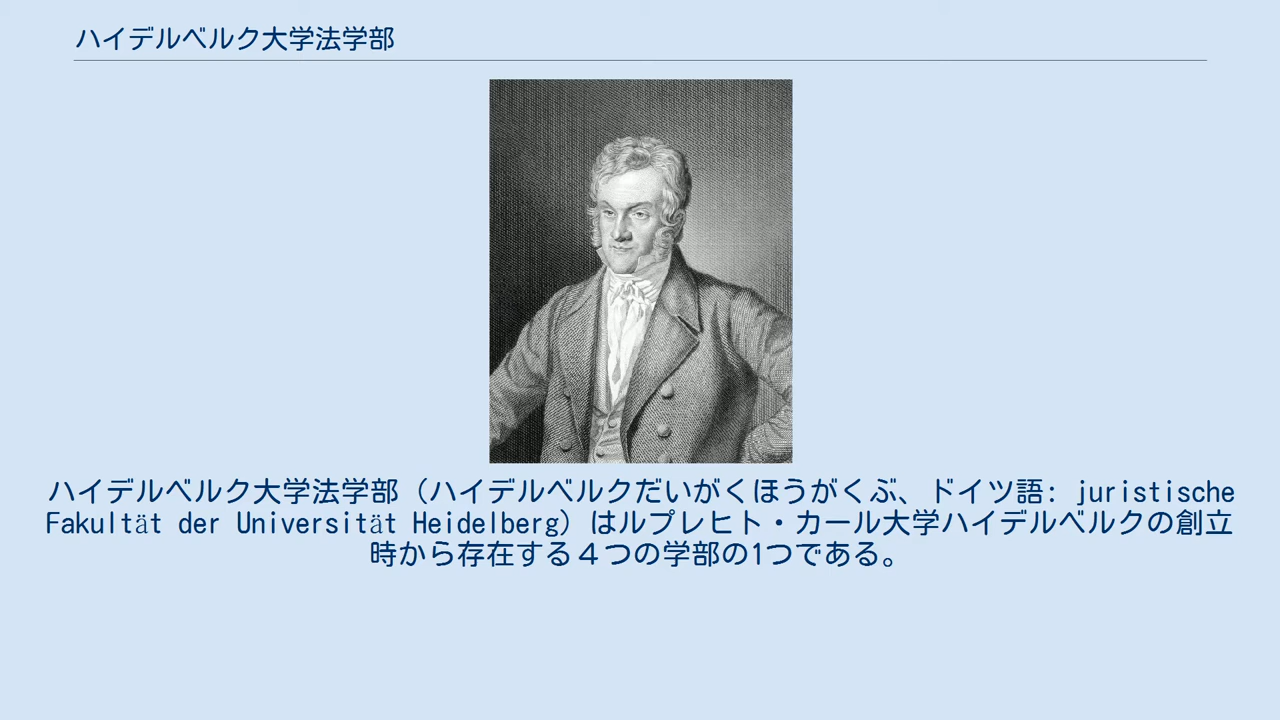 ハイデルベルク大学法学部
ハイデルベルク大学法学部（ハイデルベルクだいがくほうがくぶ、ドイツ語: juristische
Fakultät der Universität Heidelberg）はルプレヒト・カール大学ハイデルベルクの創立
時から存在する４つの学部の1つである。